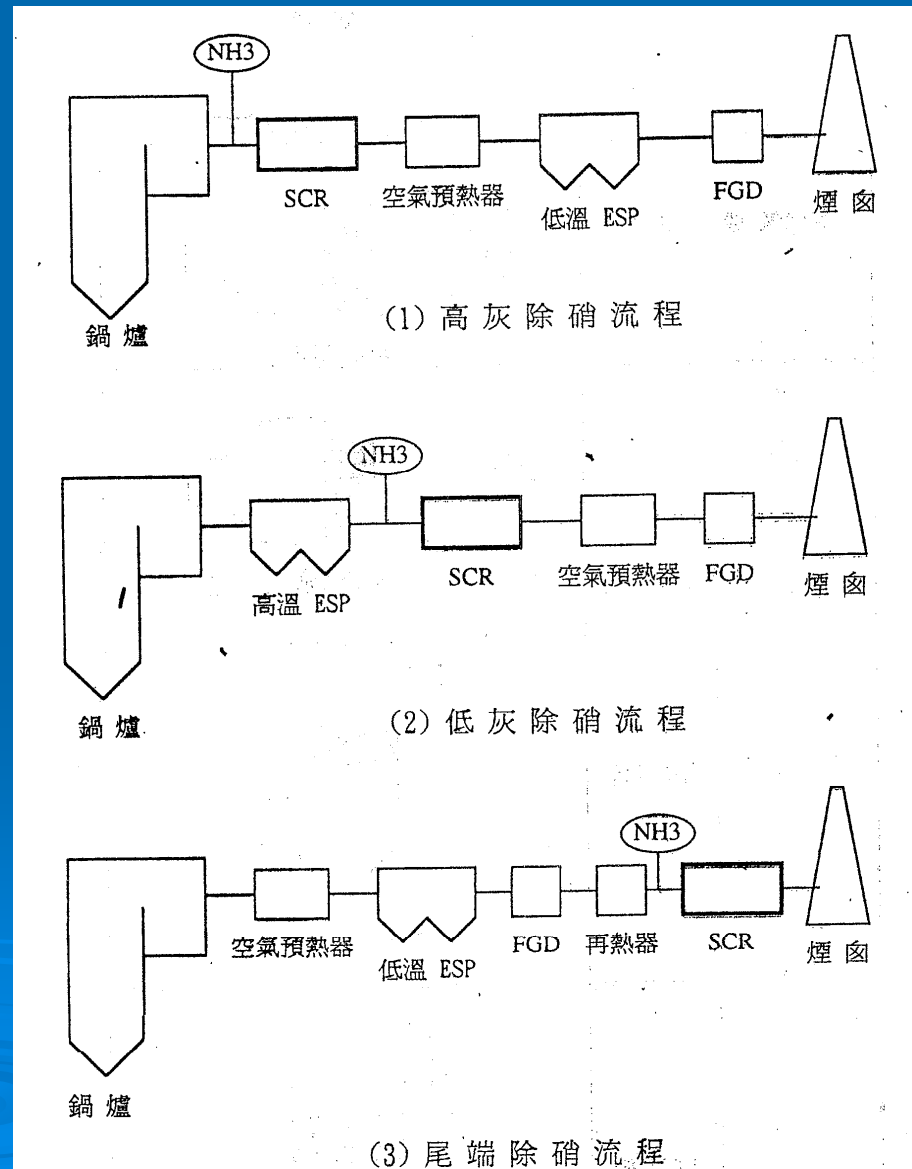 NH3
SCR
空氣預熱器
低溫 ESP
FGD
煙囪
鍋爐
(1) 高灰除硝流程
NH3
高溫 ESP
SCR
空氣預熱器
FGD
煙囪
鍋爐
(2) 低灰除硝流程
NH3
空氣預熱器
低溫 ESP
FGD
再熱器
SCR
煙囪
鍋爐
(3) 尾端除硝流程